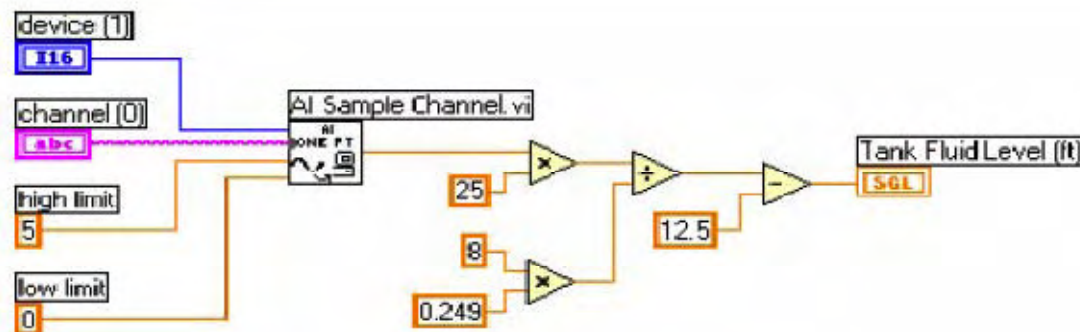 device (1)
I16
channel (0)
abc
high limit
5
low limit
0
AI Sample Channel.vi
AI
ONE PT
×
25
8
×
0.249
÷
−
12.5
Tank Fluid Level (ft)
SGL